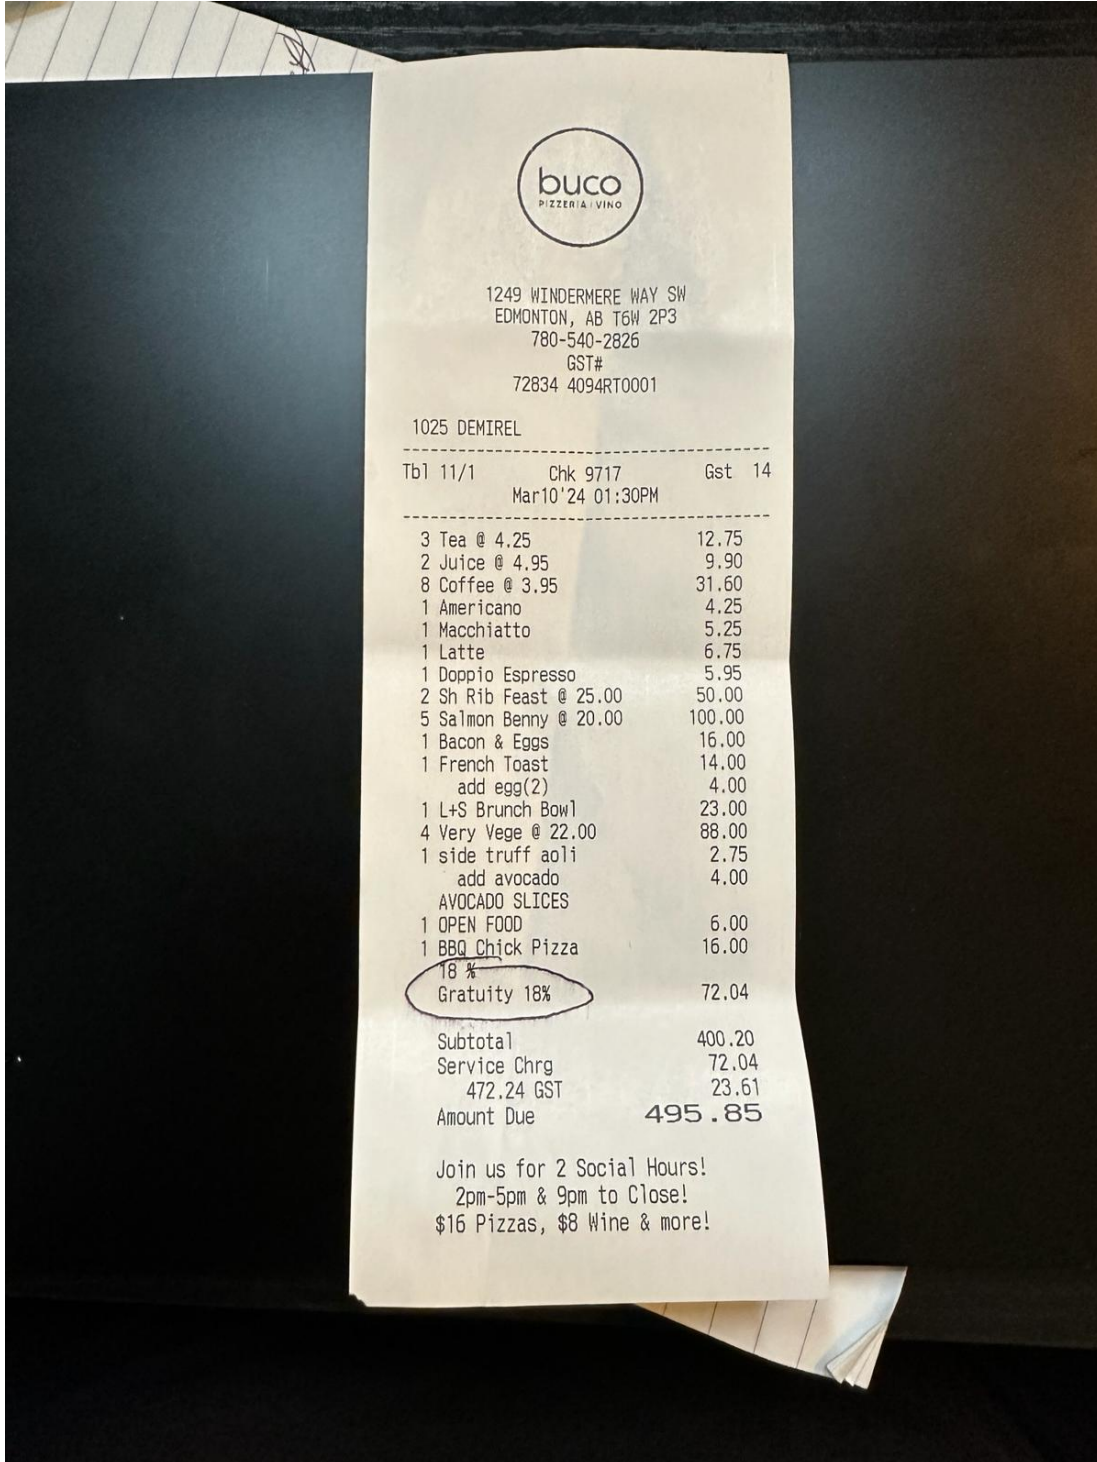 buco
PIZZERIA | VINO
1249 WINDERMERE WAY SW
EDMONTON, AB T6W 2P3
780-540-2826
GST#
72834 4094RT0001
1025 DEMIREL
Tbl 11/1 Chk 9717 Gst 14
Mar10'24 01:30PM
3 Tea @ 4.25 12.75
2 Juice @ 4.95 9.90
8 Coffee @ 3.95 31.60
1 Americano 4.25
1 Macchiatto 5.25
1 Latte 6.75
1 Doppio Espresso 5.95
2 Sh Rib Feast @ 25.00 50.00
5 Salmon Benny @ 20.00 100.00
1 Bacon & Eggs 16.00
1 French Toast 14.00
add egg(2) 4.00
1 L+S Brunch Bowl 23.00
4 Very Vege @ 22.00 88.00
1 side truff aoli 2.75
add avocado 4.00
AVOCADO SLICES
1 OPEN FOOD 6.00
1 BBQ Chick Pizza 16.00
18 %
Gratuity 18% 72.04
Subtotal 400.20
Service Chrg 72.04
472.24 GST 23.61
Amount Due 495.85
Join us for 2 Social Hours!
2pm-5pm & 9pm to Close!
$16 Pizzas, $8 Wine & more!